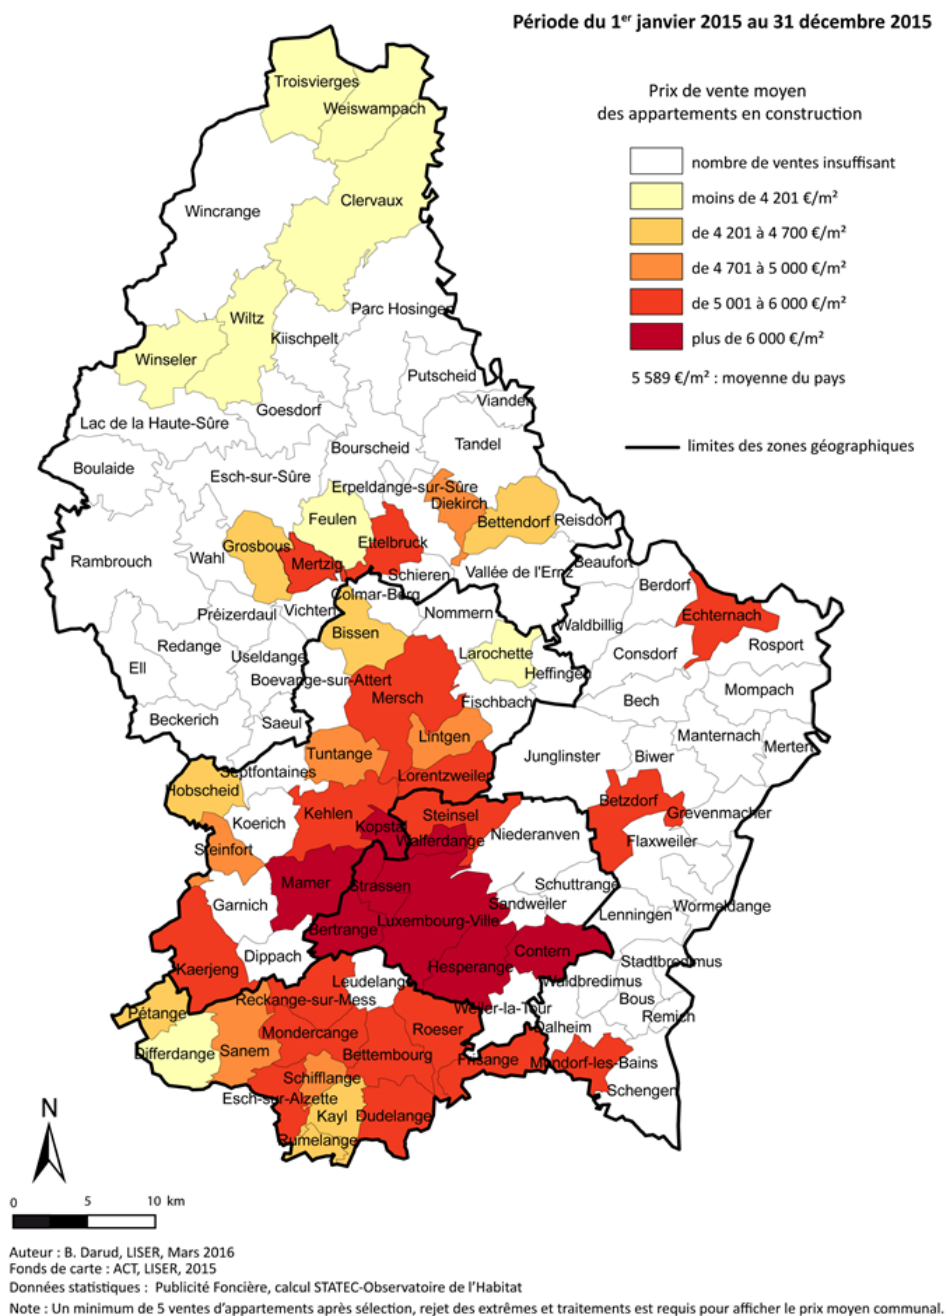 Période du 1er janvier 2015 au 31 décembre 2015
Prix de vente moyen
des appartements en construction
nombre de ventes insuffisant
moins de 4 201 €/m²
de 4 201 à 4 700 €/m²
de 4 701 à 5 000 €/m²
de 5 001 à 6 000 €/m²
plus de 6 000 €/m²
5 589 €/m² : moyenne du pays
limites des zones géographiques
Troisvierges
Weiswampach
Clervaux
Wincrange
Parc Hosingen
Wiltz
Kiischpelt
Winseler
Putscheid
Vianden
Goesdorf
Lac de la Haute-Sûre
Tandel
Bourscheid
Boulaide
Esch-sur-Sûre
Erpeldange-sur-Sûre
Diekirch
Feulen
Bettendorf
Reisdorf
Grosbous
Ettelbruck
Rambrouch
Wahl
Mertzig
Schieren
Vallée de l'Ernz
Beaufort
Berdorf
Colmar-Berg
Préizerdaul
Vichten
Nommern
Echternach
Waldbillig
Bissen
Redange
Useldange
Larochette
Consdorf
Rosport
Ell
Boevange-sur-Attert
Heffingen
Mersch
Fischbach
Bech
Mompach
Beckerich
Saeul
Lintgen
Manternach
Mertert
Tuntange
Junglinster
Biwer
Septfontaines
Lorentzweiler
Hobscheid
Betzdorf
Grevenmacher
Kehlen
Steinsel
Koerich
Kopstal
Niederanven
Walferdange
Flaxweiler
Steinfort
Mamer
Strassen
Schuttrange
Garnich
Sandweiler
Wormeldange
Lenningen
Luxembourg-Ville
Bertrange
Contern
Dippach
Stadtbredimus
Kaerjeng
Hesperange
Leudelange
Waldbredimus
Reckange-sur-Mess
Bous
Pétange
Weiler-la-Tour
Remich
Mondercange
Roeser
Dalheim
Differdange
Sanem
Bettembourg
Frisange
Mondorf-les-Bains
Schifflange
Schengen
Esch-sur-Alzette
Kayl
Dudelange
Rumelange
N
0 5 10 km
Auteur : B. Darud, LISER, Mars 2016
Fonds de carte : ACT, LISER, 2015
Données statistiques : Publicité Foncière, calcul STATEC-Observatoire de l'Habitat
Note : Un minimum de 5 ventes d'appartements après sélection, rejet des extrêmes et traitements est requis pour afficher le prix moyen communal.